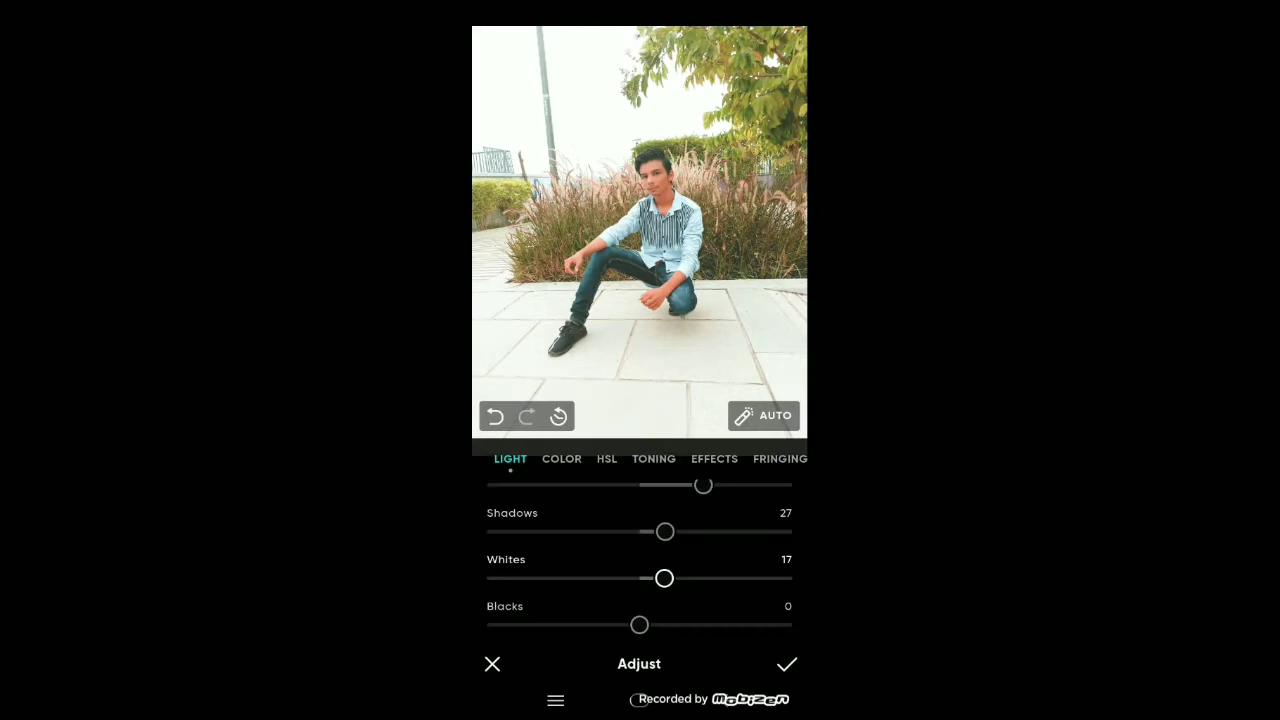 AUTO
LIGHT COLOR HSL TONING EFFECTS FRINGING
Shadows 27
Whites 17
Blacks 0
Adjust
Recorded by mobizen